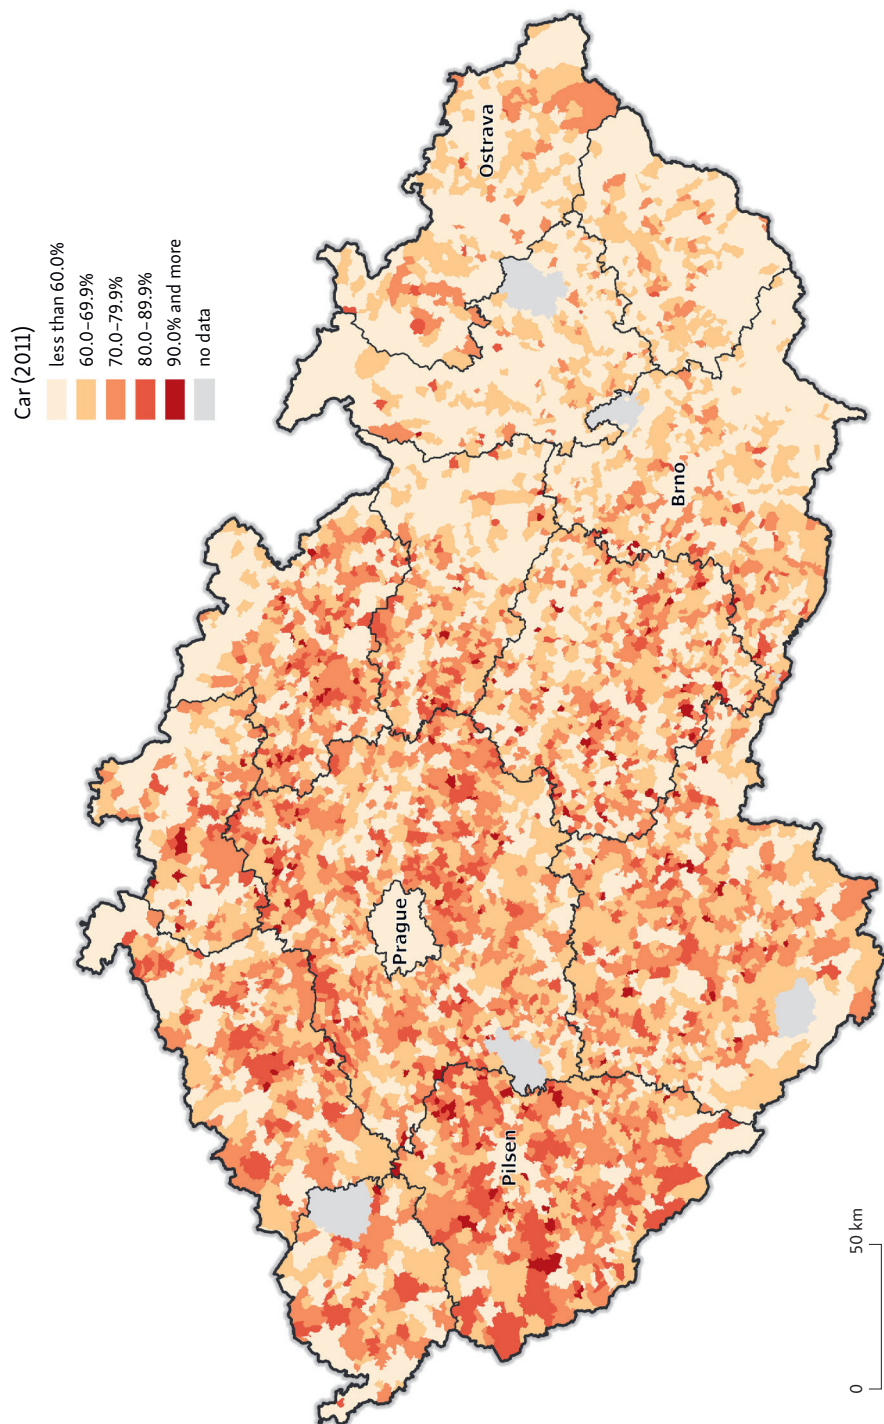 Car (2011)
less than 60.0%
60.0–69.9%
70.0–79.9%
80.0–89.9%
90.0% and more
no data
Prague
Pilsen
Ostrava
Brno
0
50 km